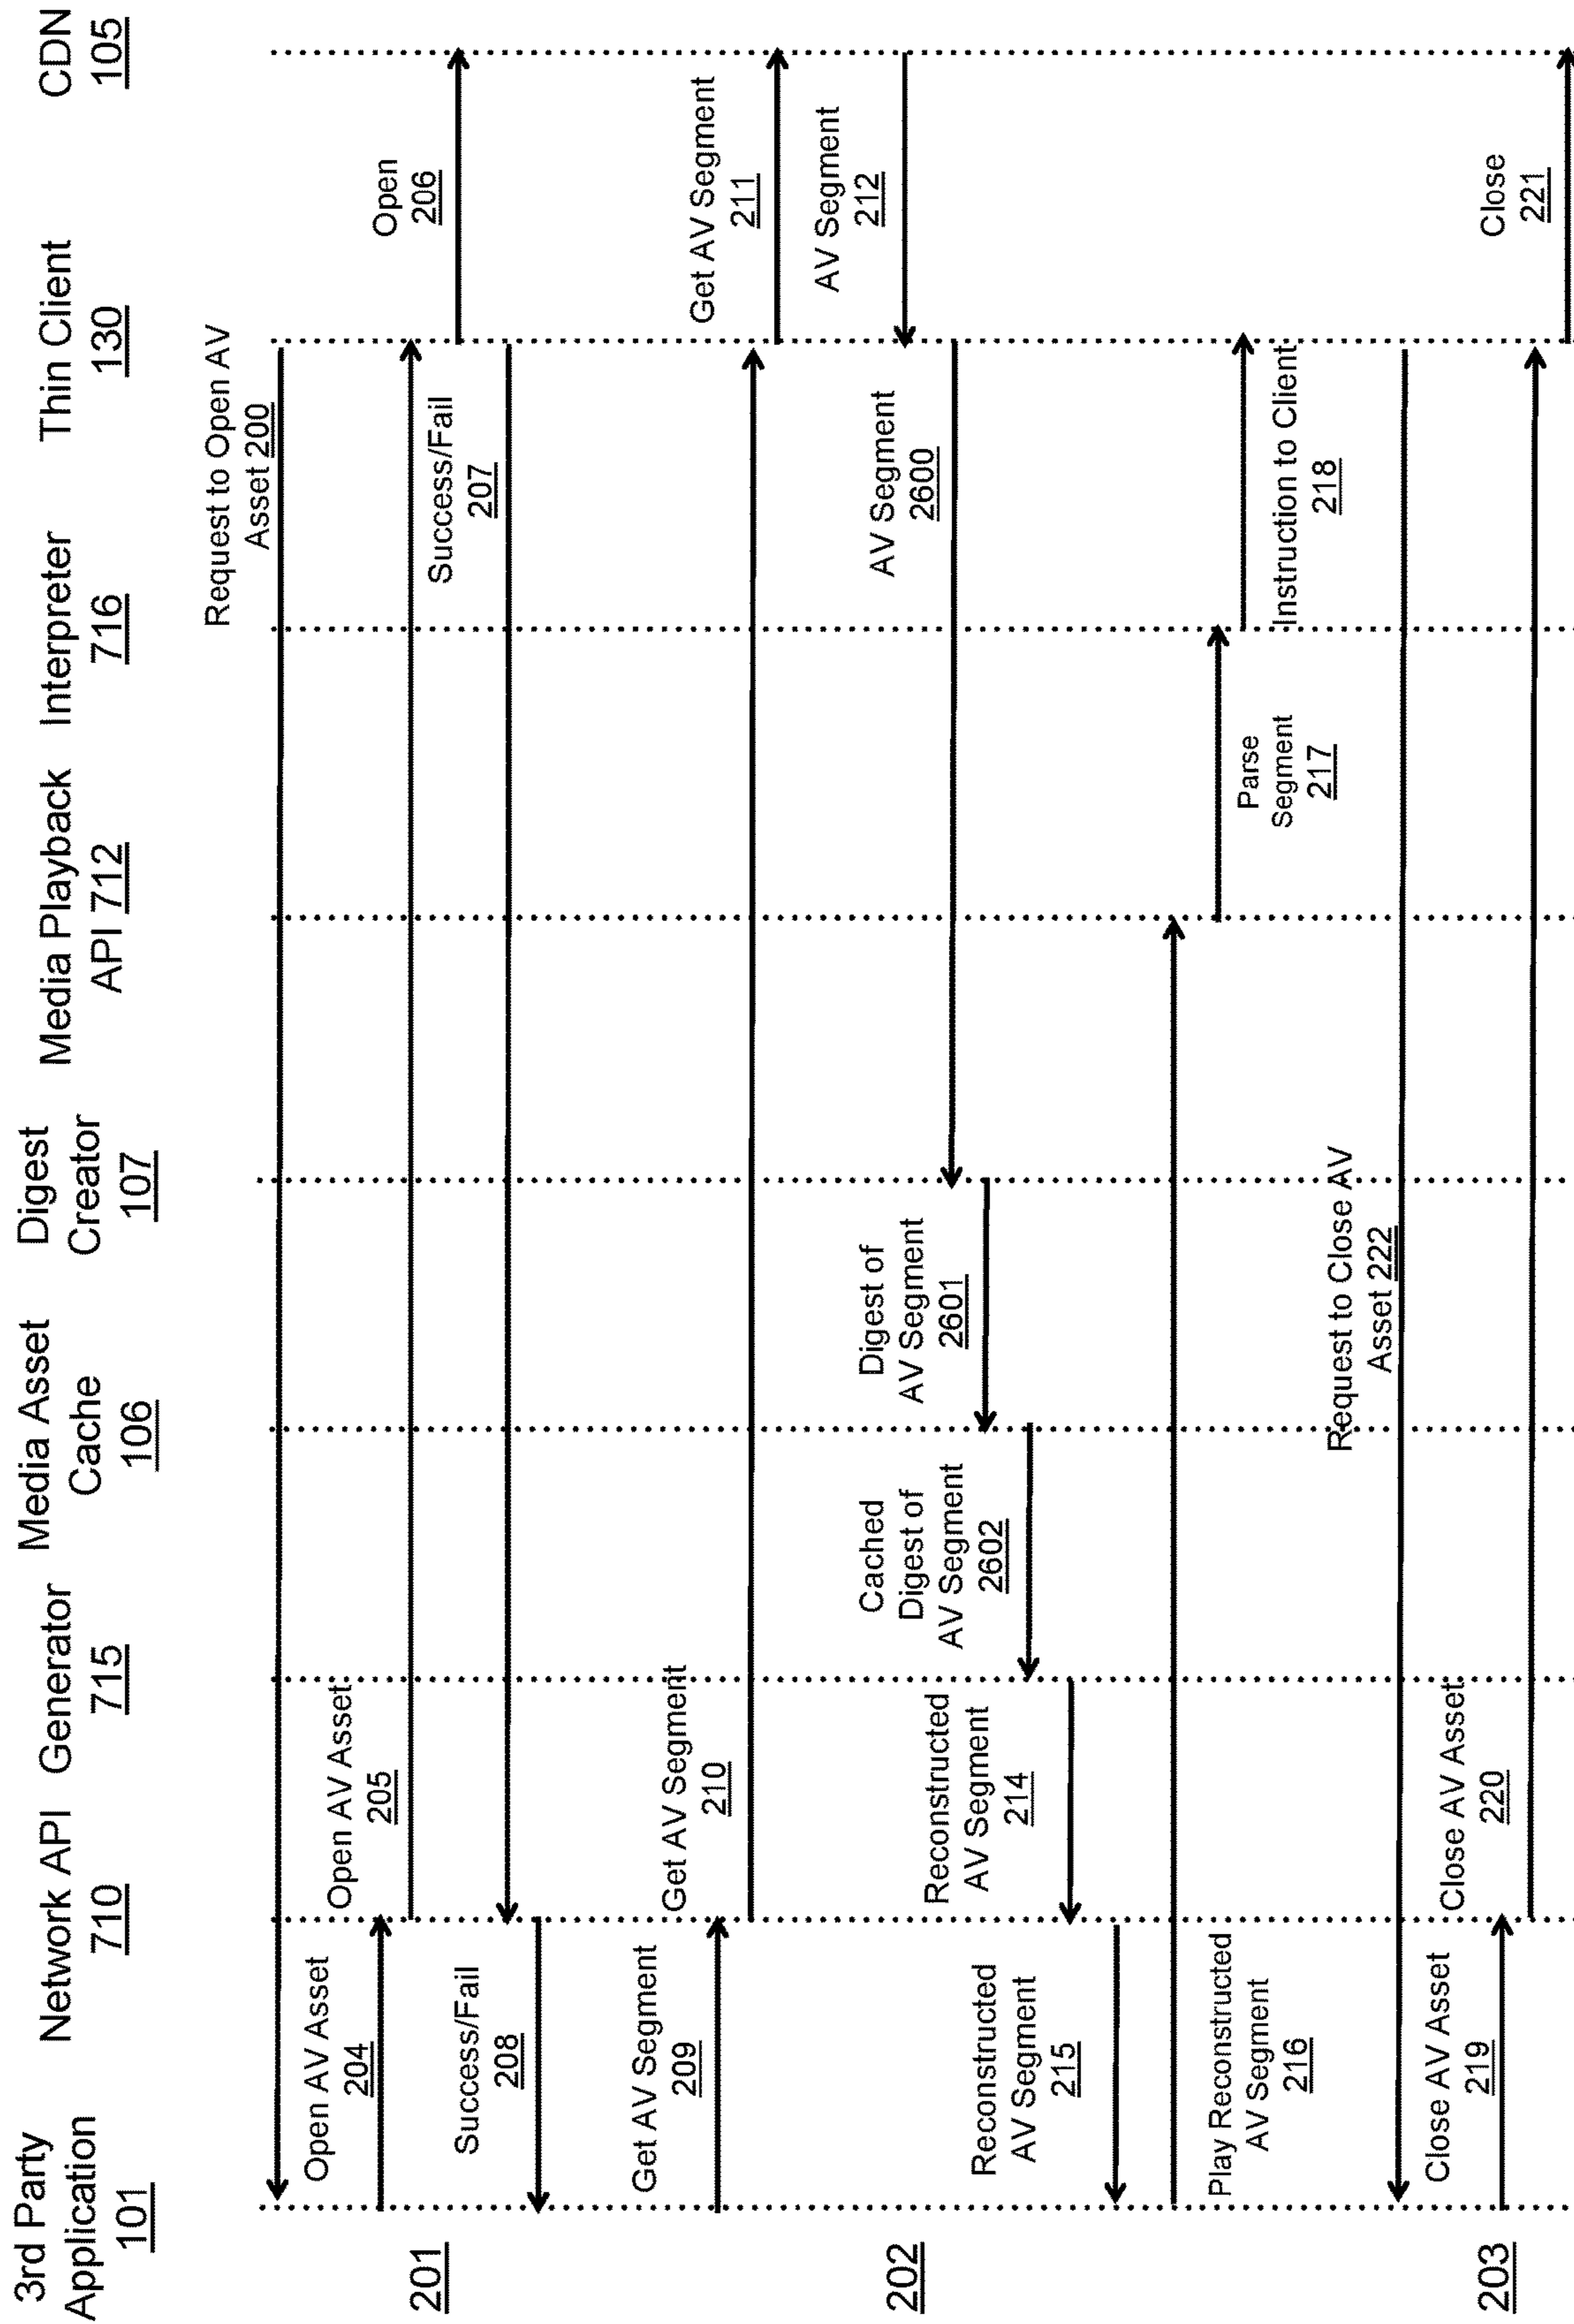 3rd Party
Application
101
Network API
710
Generator
715
Media Asset
Cache
106
Digest
Creator
107
Media Playback
API 712
Interpreter
716
Thin Client
130
CDN
105
Request to Open AV
Asset 200
201
Open AV Asset
204
Open AV Asset
205
Open
206
Success/Fail
207
Success/Fail
208
Get AV Segment
209
Get AV Segment
210
Get AV Segment
211
AV Segment
212
202
AV Segment
2600
Digest of
AV Segment
2601
Cached
Digest of
AV Segment
2602
Reconstructed
AV Segment
214
Reconstructed
AV Segment
215
Play Reconstructed
AV Segment
216
Parse
Segment
217
Instruction to Client
218
Request to Close AV
Asset 222
203
Close AV Asset
219
Close AV Asset
220
Close
221